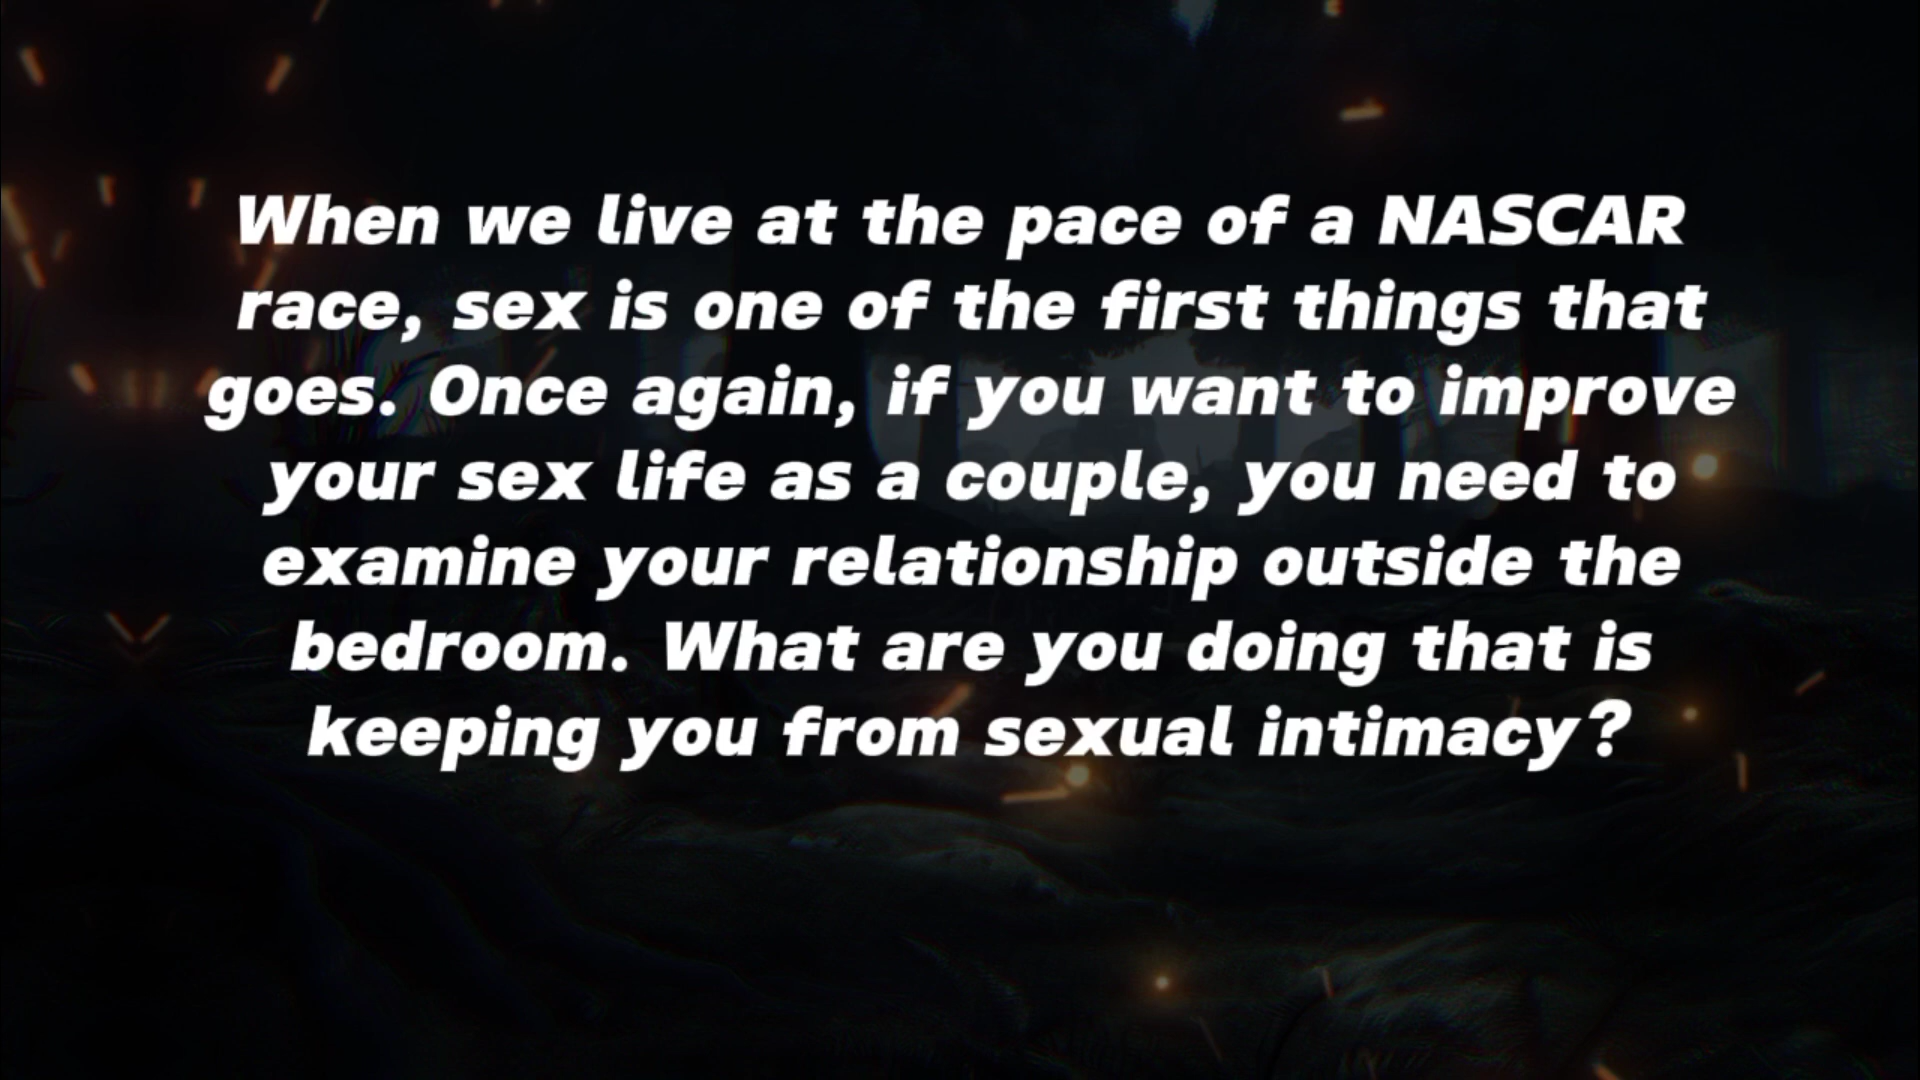 When we live at the pace of a NASCAR
race, sex is one of the first things that
goes. Once again, if you want to improve
your sex life as a couple, you need to
examine your relationship outside the
bedroom. What are you doing that is
keeping you from sexual intimacy?